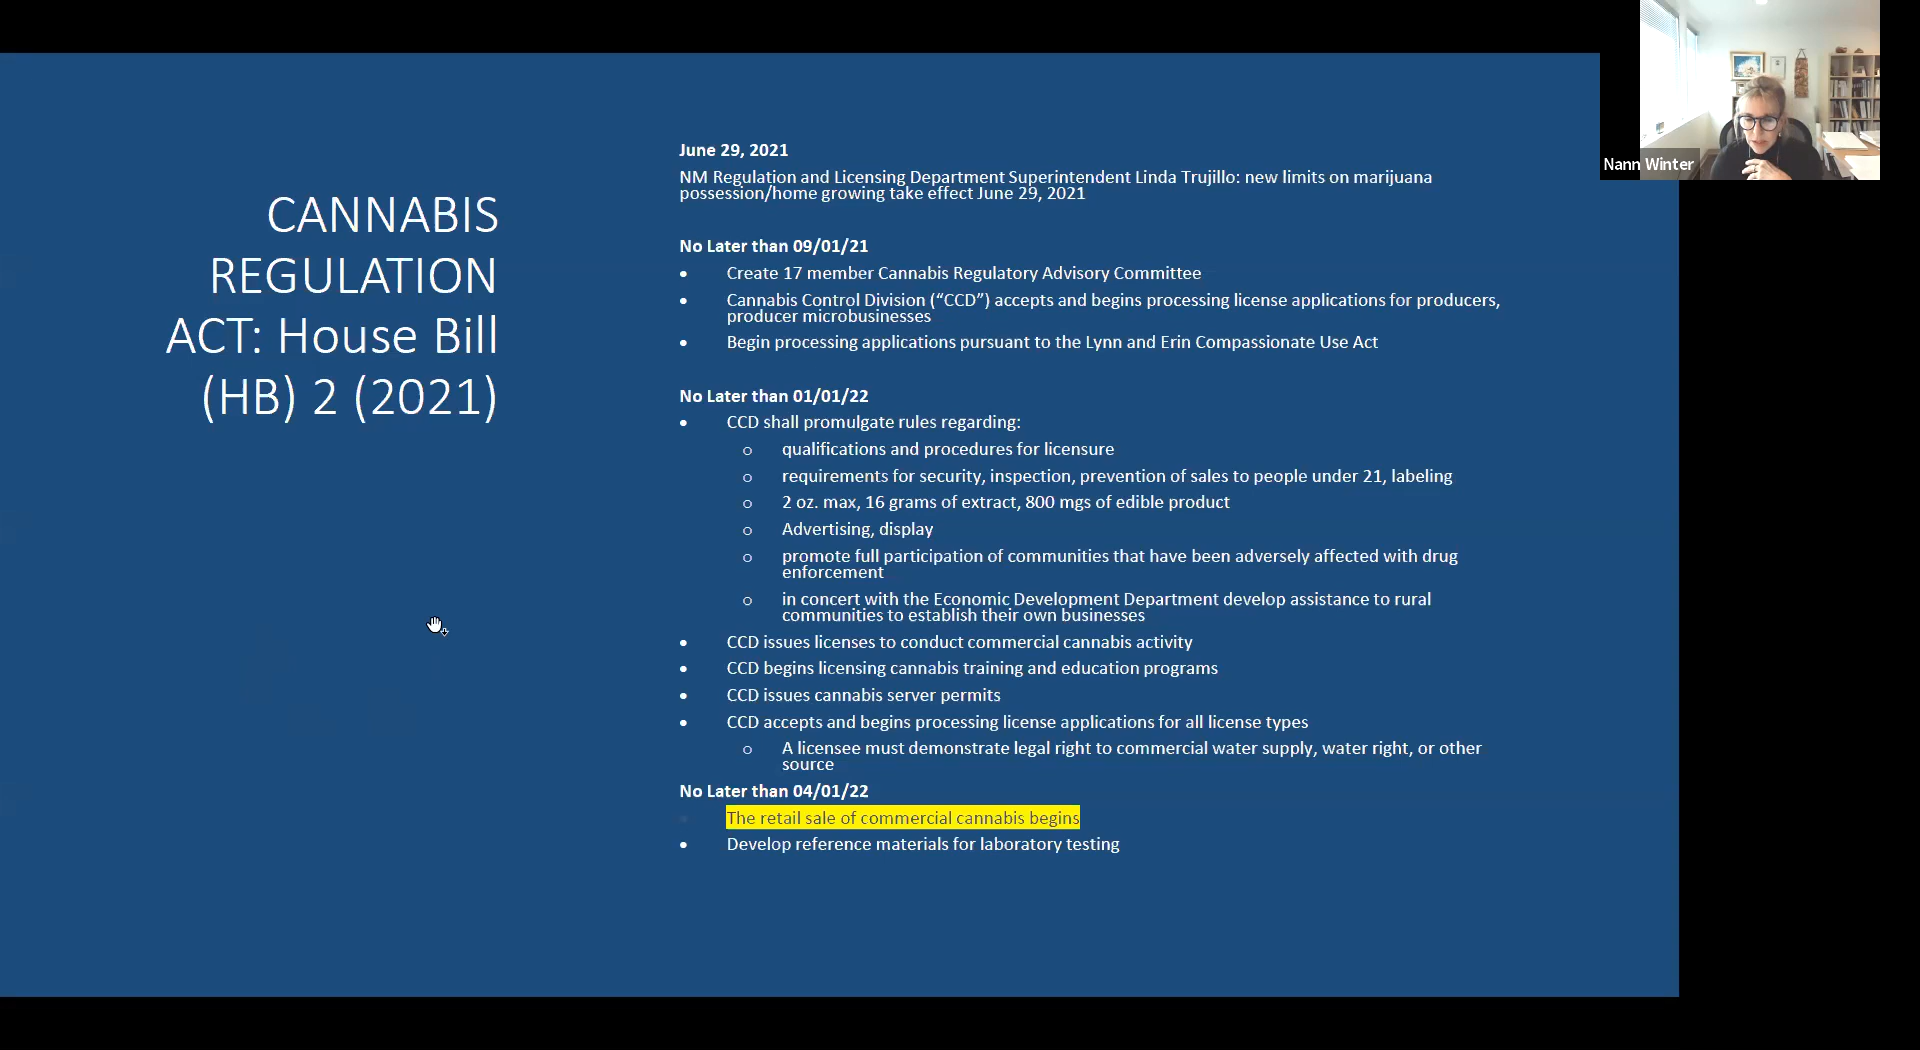 CANNABIS
REGULATION
ACT: House Bill
(HB) 2 (2021)
June 29, 2021
NM Regulation and Licensing Department Superintendent Linda Trujillo: new limits on marijuana
possession/home growing take effect June 29, 2021
No Later than 09/01/21
• Create 17 member Cannabis Regulatory Advisory Committee
• Cannabis Control Division (“CCD”) accepts and begins processing license applications for producers,
producer microbusinesses
• Begin processing applications pursuant to the Lynn and Erin Compassionate Use Act
No Later than 01/01/22
• CCD shall promulgate rules regarding:
o qualifications and procedures for licensure
o requirements for security, inspection, prevention of sales to people under 21, labeling
o 2 oz. max, 16 grams of extract, 800 mgs of edible product
o Advertising, display
o promote full participation of communities that have been adversely affected with drug
enforcement
o in concert with the Economic Development Department develop assistance to rural
communities to establish their own businesses
• CCD issues licenses to conduct commercial cannabis activity
• CCD begins licensing cannabis training and education programs
• CCD issues cannabis server permits
• CCD accepts and begins processing license applications for all license types
o A licensee must demonstrate legal right to commercial water supply, water right, or other
source
No Later than 04/01/22
• The retail sale of commercial cannabis begins
• Develop reference materials for laboratory testing
Nann Winter